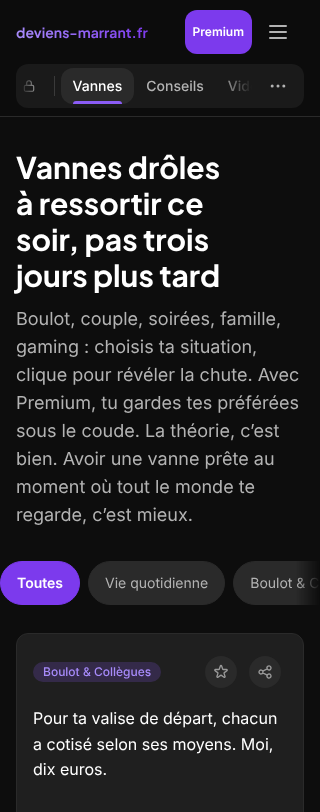 deviens-marrant.fr
Premium
Vannes
Conseils
Vid
Vannes drôles
à ressortir ce
soir, pas trois
jours plus tard
Boulot, couple, soirées, famille,
gaming : choisis ta situation,
clique pour révéler la chute. Avec
Premium, tu gardes tes préférées
sous le coude. La théorie, c’est
bien. Avoir une vanne prête au
moment où tout le monde te
regarde, c’est mieux.
Toutes
Vie quotidienne
Boulot & C
Boulot & Collègues
Pour ta valise de départ, chacun
a cotisé selon ses moyens. Moi,
dix euros.